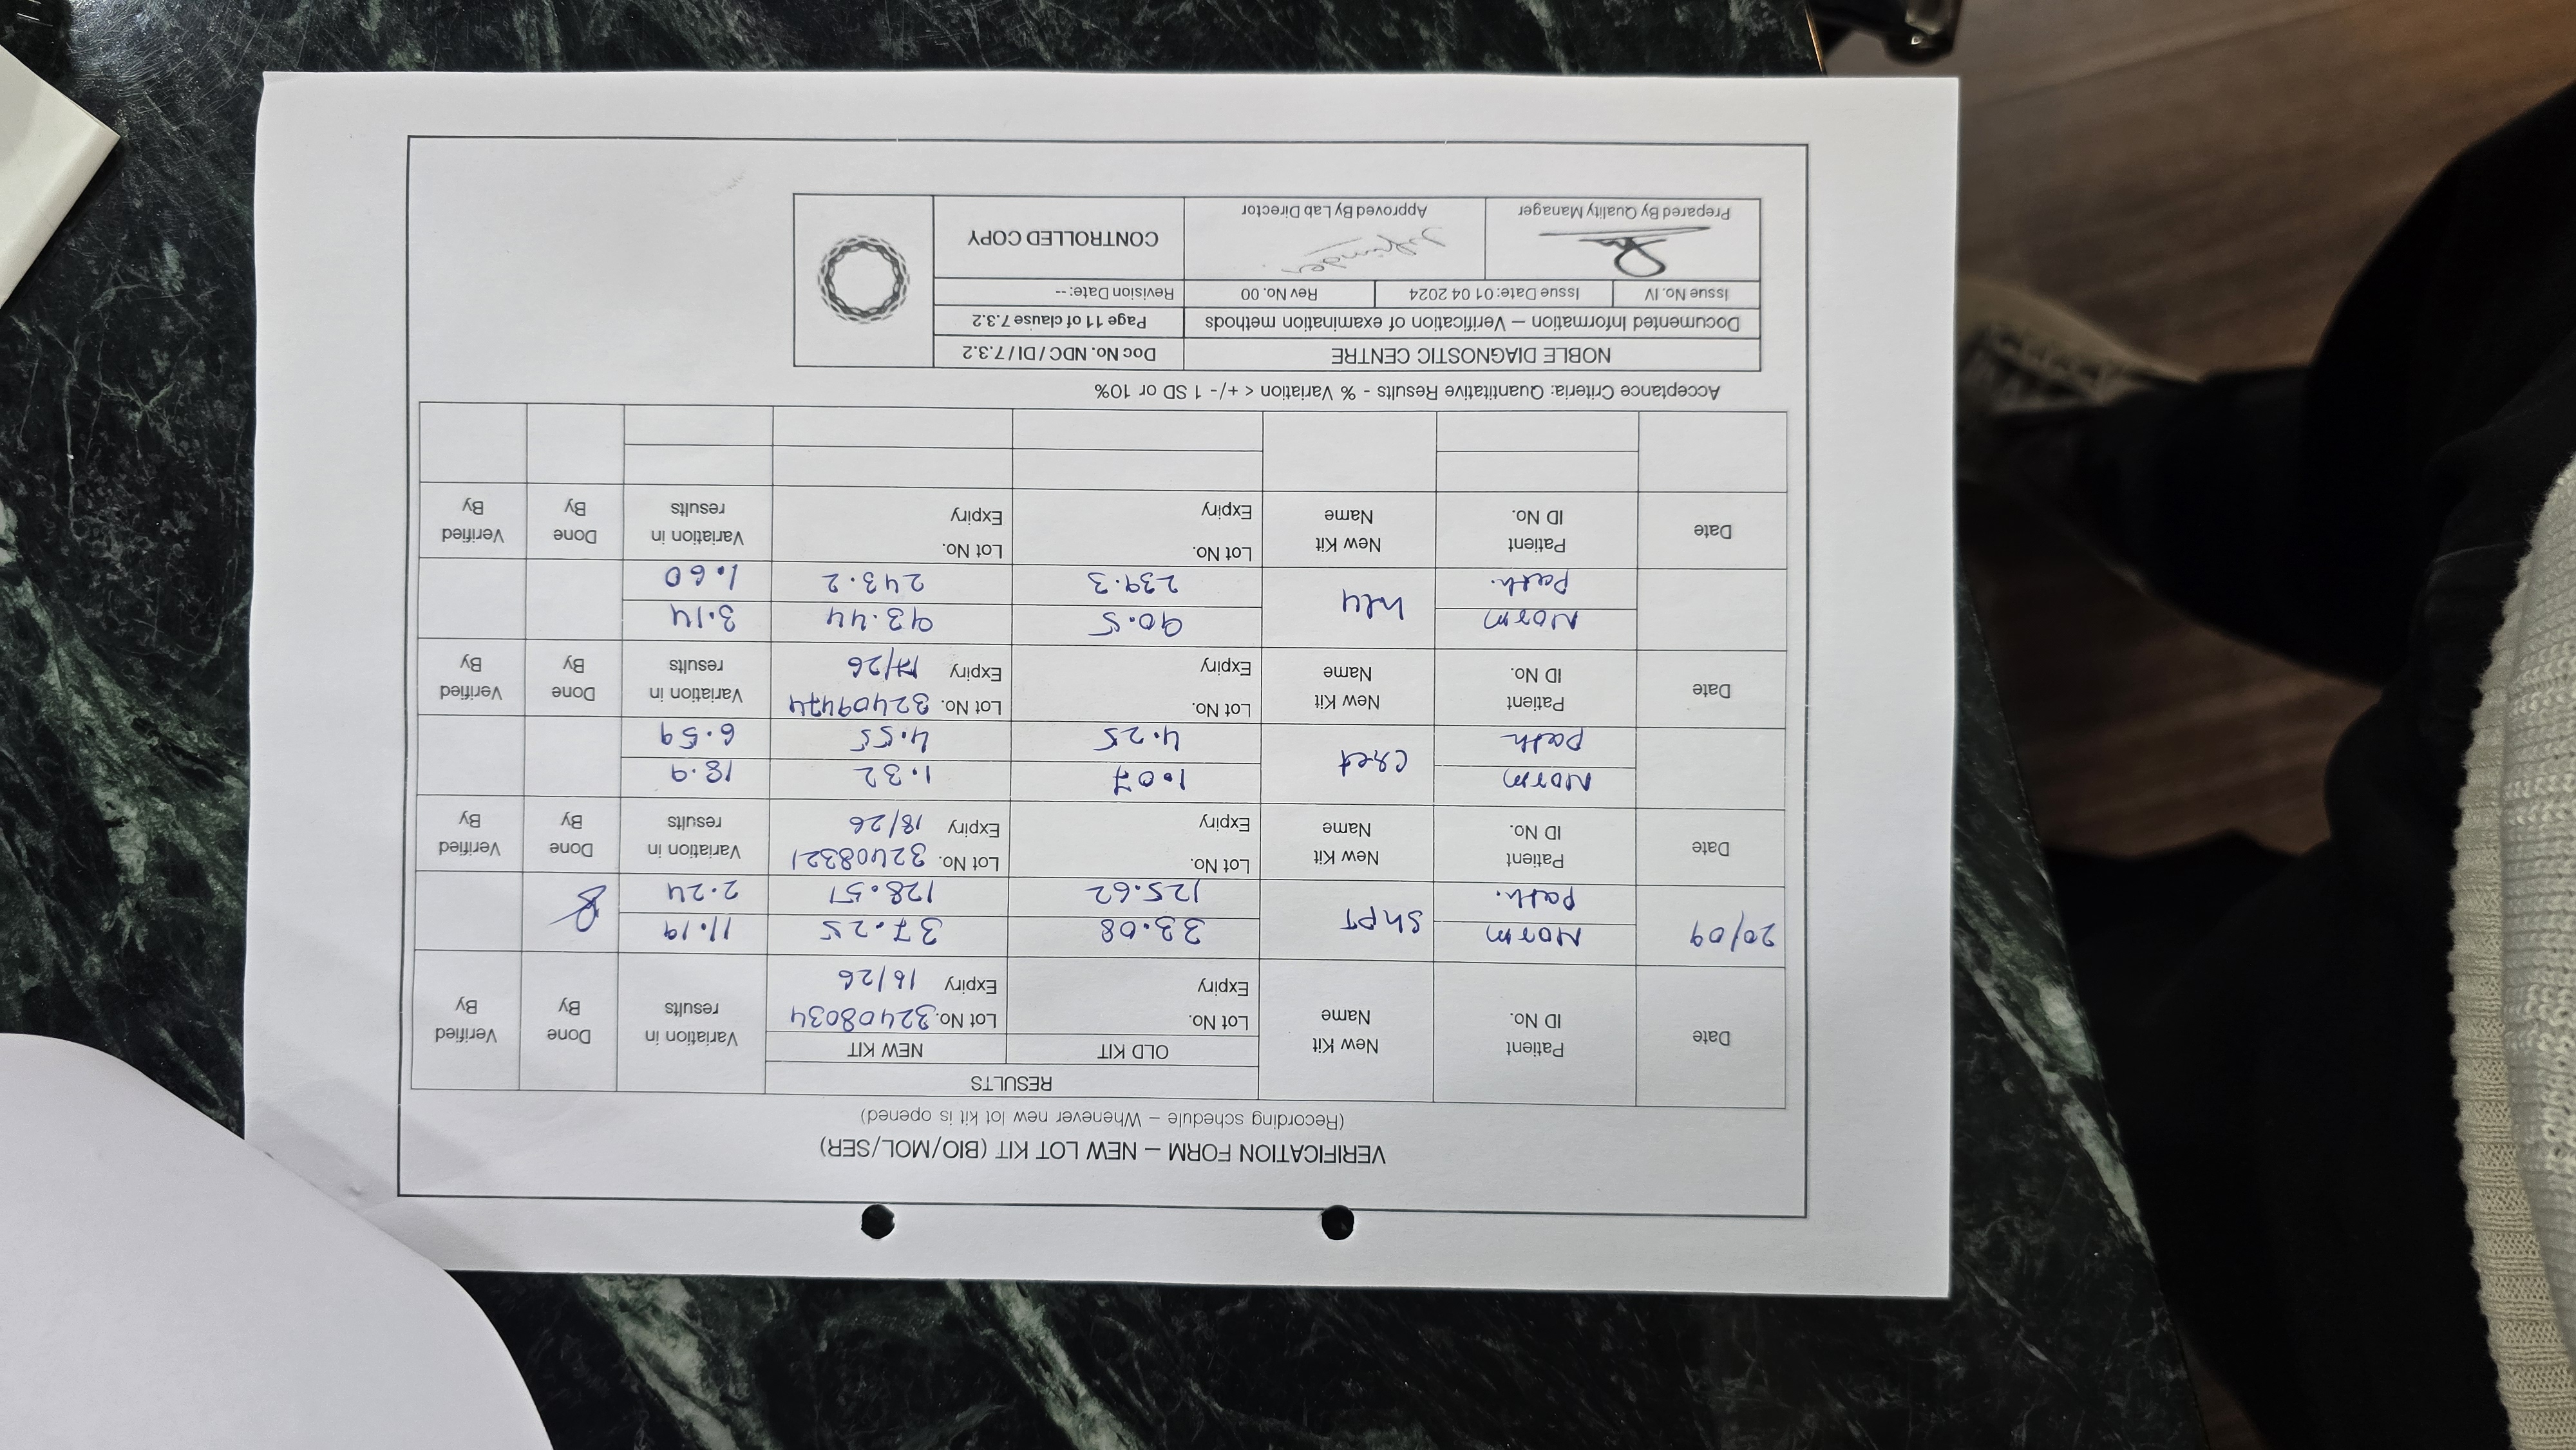 VERIFICATION FORM – NEW LOT KIT (BIO/MOL/SER)
(Recording schedule – Whenever new lot kit is opened)
RESULTS
Date Patient ID No. New Kit Name OLD KIT NEW KIT Variation in results Done By Verified By
Lot No. Lot No. 32408034
Expiry Expiry 16/26
20/09 Norm ShPT 33.08 37.25 11.19
Path. 125.62 128.51 2.24
Date Patient ID No. New Kit Name Lot No. Lot No. 32408321 Variation in results Done By Verified By
Expiry Expiry 18/26
Norm Cret 1.07 1.32 18.9
Path 4.25 4.55 6.59
Date Patient ID No. New Kit Name Lot No. Lot No. 32409474 Variation in results Done By Verified By
Expiry Expiry 17/26
Norm 90.5 93.44 3.14
Path. 239.3 243.2 1.60
Date Patient ID No. New Kit Name Lot No. Lot No. Variation in results Done By Verified By
Expiry Expiry
Acceptance Criteria: Quantitative Results - % Variation < +/- 1 SD or 10%
NOBLE DIAGNOSTIC CENTRE Doc No. NDC / DI / 7.3.2
Documented Information – Verification of examination methods Page 11 of clause 7.3.2
Issue No. IV Issue Date: 01 04 2024 Rev No. 00 Revision Date: --
Prepared By Quality Manager Approved By Lab Director CONTROLLED COPY